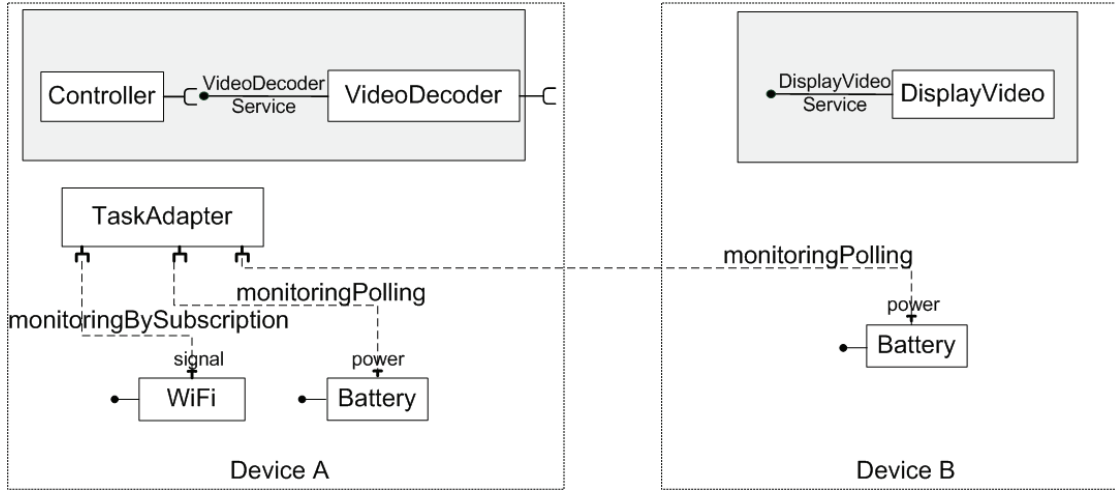 Controller
VideoDecoder
Service
VideoDecoder
DisplayVideo
Service
DisplayVideo
TaskAdapter
monitoringPolling
monitoringPolling
monitoringBySubscription
power
Battery
signal
power
WiFi
Battery
Device A
Device B